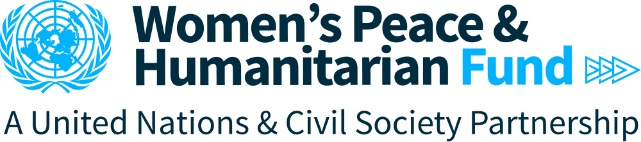 Women’s Peace &
Humanitarian Fund
A United Nations & Civil Society Partnership